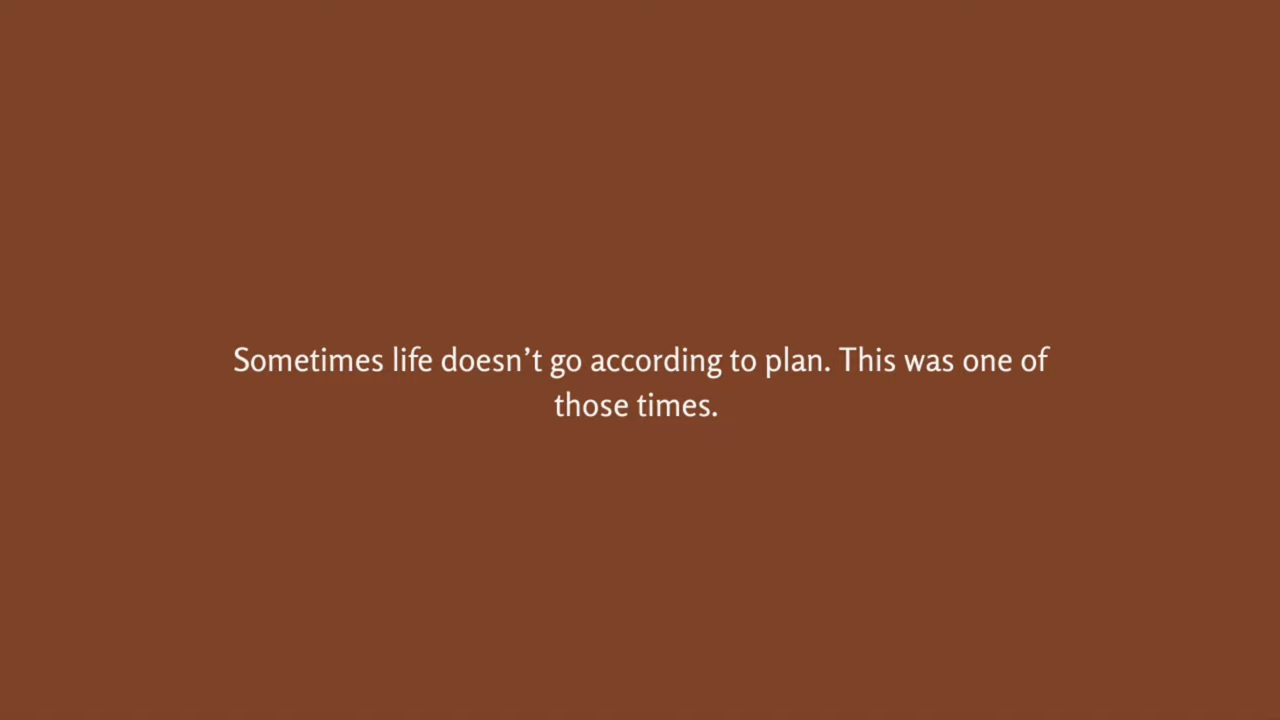 Sometimes life doesn’t go according to plan. This was one of
those times.